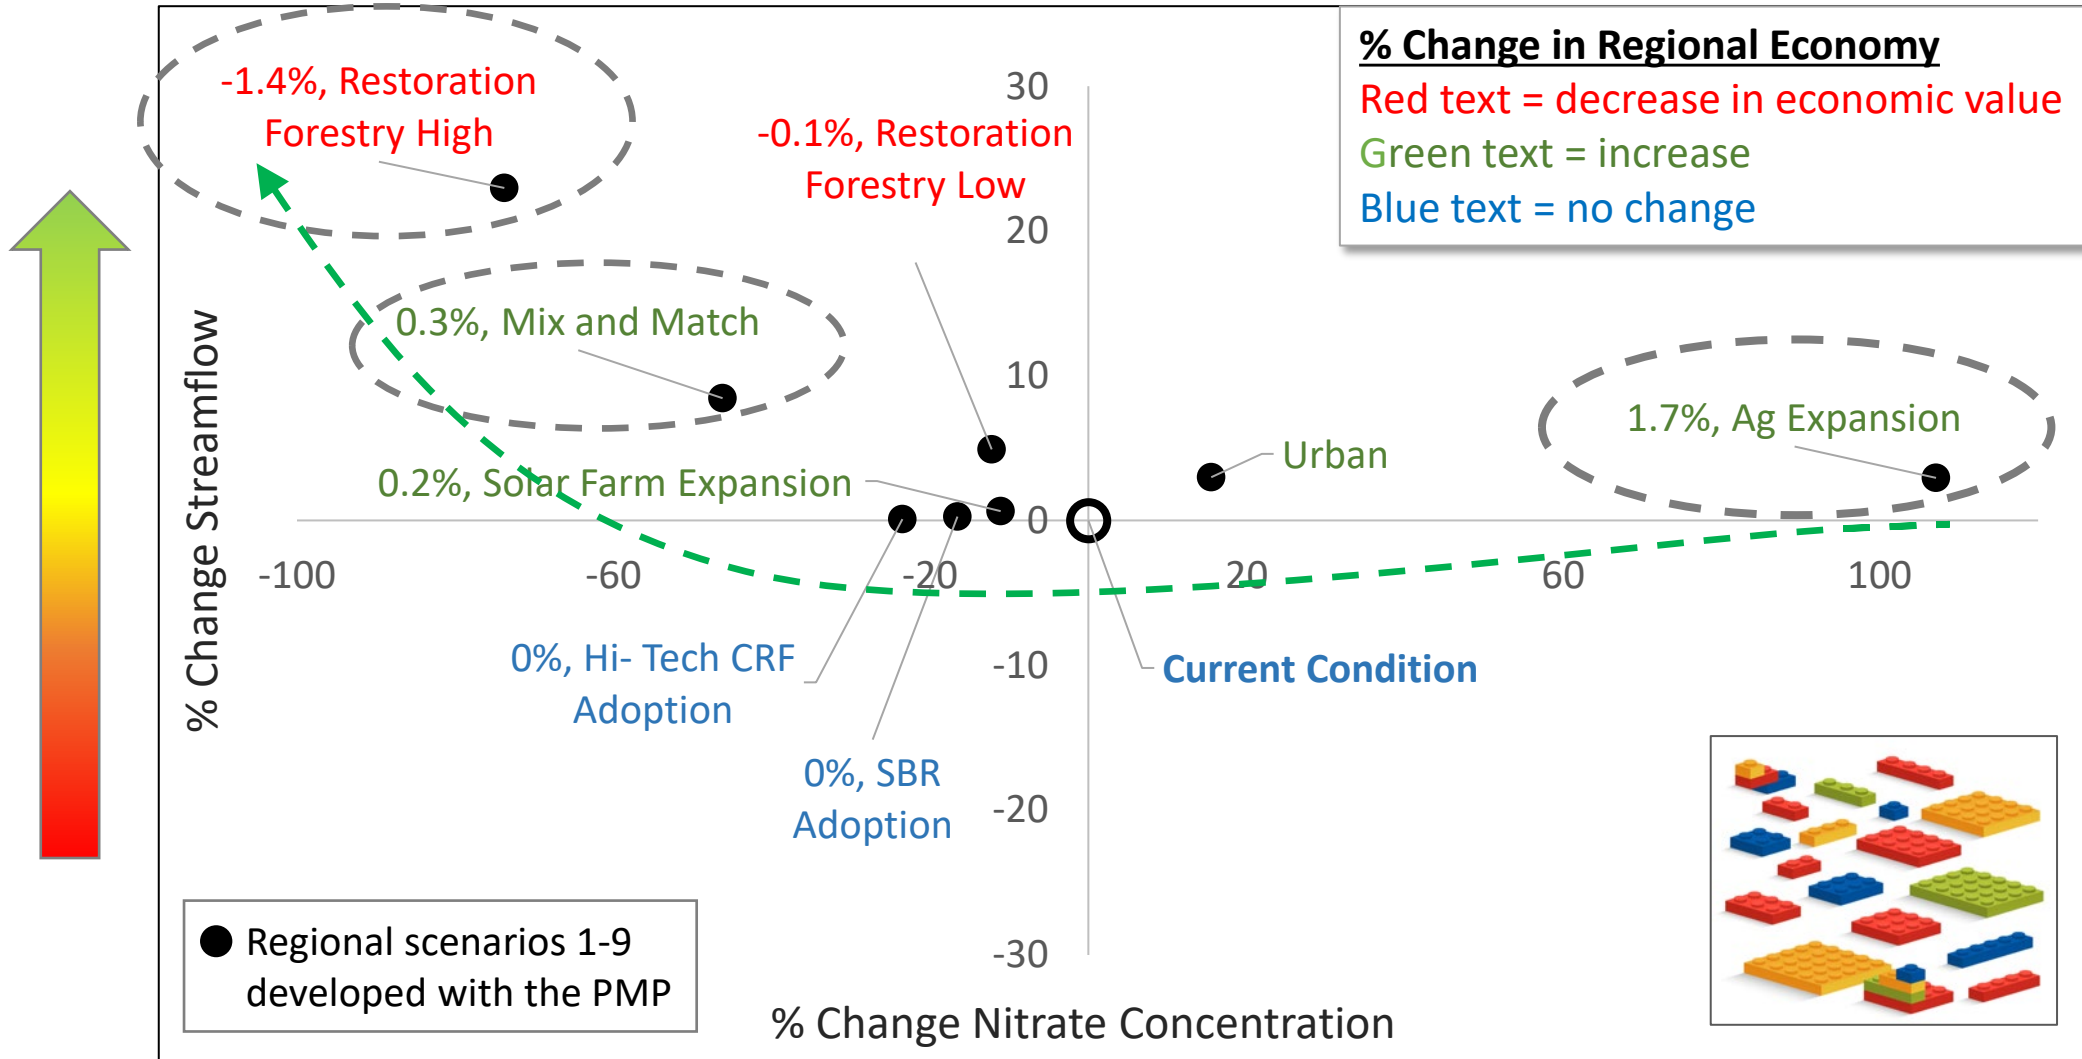 % Change in Regional Economy
Red text = decrease in economic value
Green text = increase
Blue text = no change
-1.4%, Restoration
Forestry High
-0.1%, Restoration
Forestry Low
0.3%, Mix and Match
1.7%, Ag Expansion
Urban
0.2%, Solar Farm Expansion
0%, Hi- Tech CRF
Adoption
0%, SBR
Adoption
Current Condition
30
20
10
0
-10
-20
-30
-100
-60
-20
20
60
100
% Change Streamflow
% Change Nitrate Concentration
Regional scenarios 1-9
developed with the PMP